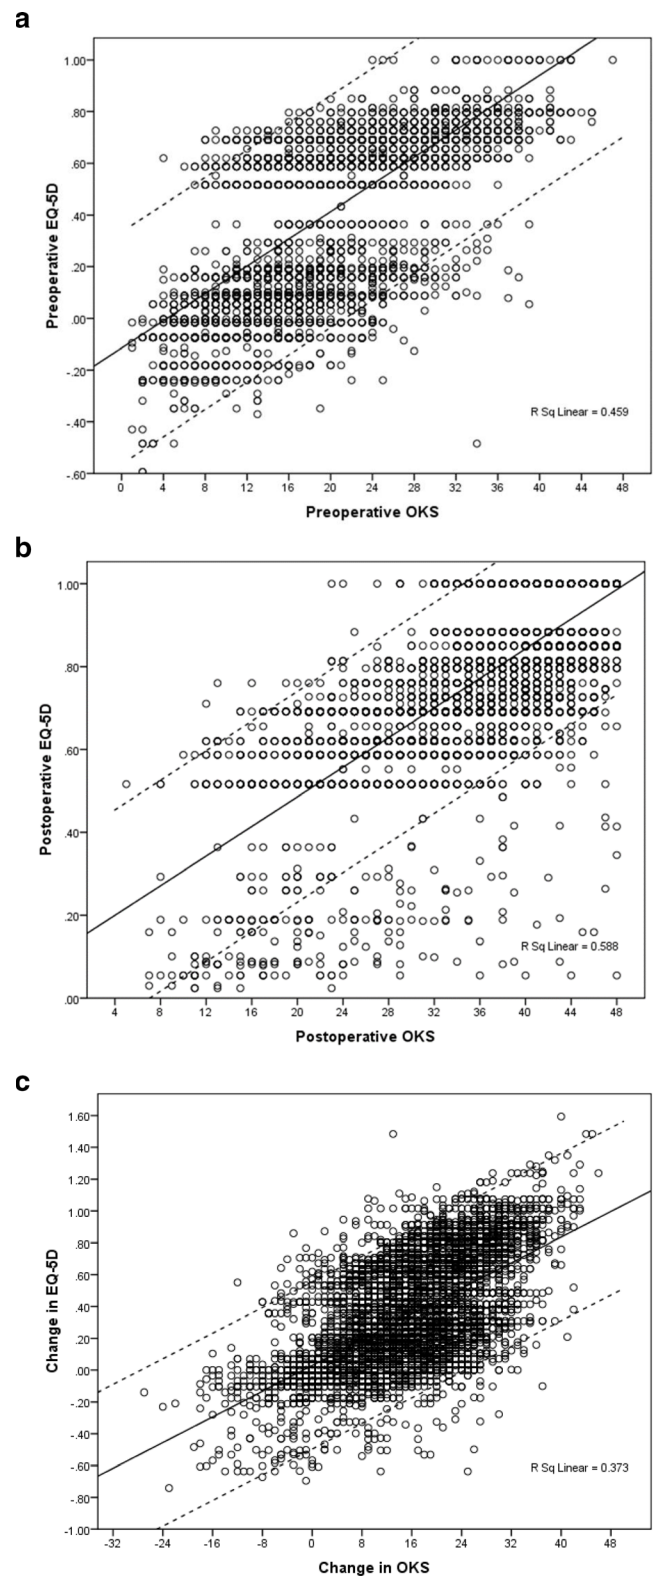 a
1.00
.80
.60
.40
.20
.00
-.20
-.40
-.60
Preoperative EQ-5D
R Sq Linear = 0.459
0 4 8 12 16 20 24 28 32 36 40 44 48
Preoperative OKS
b
1.00
.80
.60
.40
.20
.00
Postoperative EQ-5D
R Sq Linear = 0.588
4 8 12 16 20 24 28 32 36 40 44 48
Postoperative OKS
c
1.60
1.40
1.20
1.00
.80
.60
.40
.20
.00
-.20
-.40
-.60
-.80
-1.00
Change in EQ-5D
R Sq Linear = 0.373
-32 -24 -16 -8 0 8 16 24 32 40 48
Change in OKS